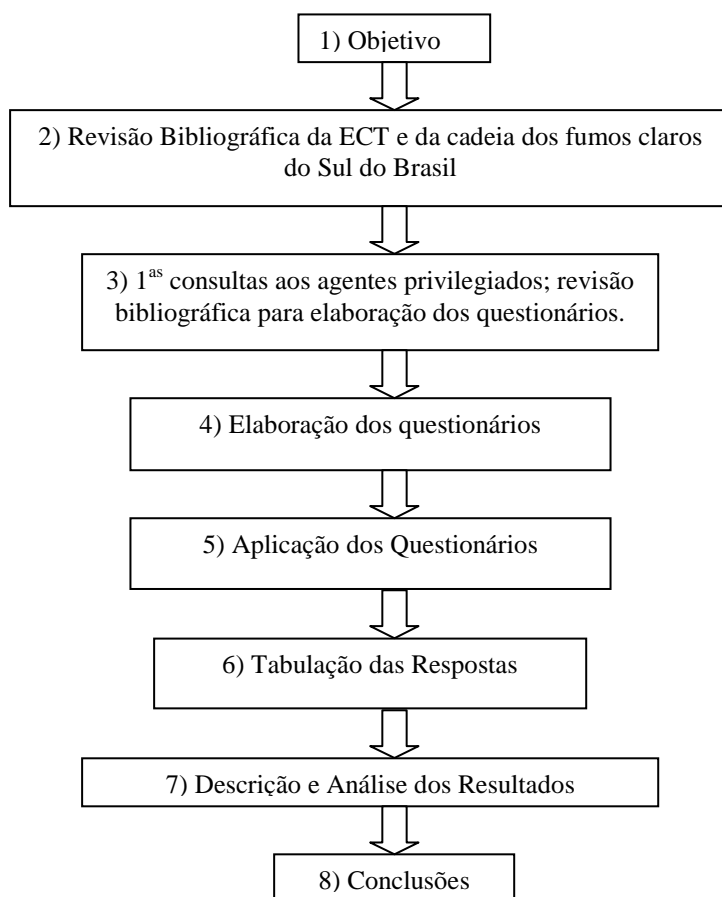 1) Objetivo
2) Revisão Bibliográfica da ECT e da cadeia dos fumos claros
do Sul do Brasil
3) 1as consultas aos agentes privilegiados; revisão
bibliográfica para elaboração dos questionários.
4) Elaboração dos questionários
5) Aplicação dos Questionários
6) Tabulação das Respostas
7) Descrição e Análise dos Resultados
8) Conclusões